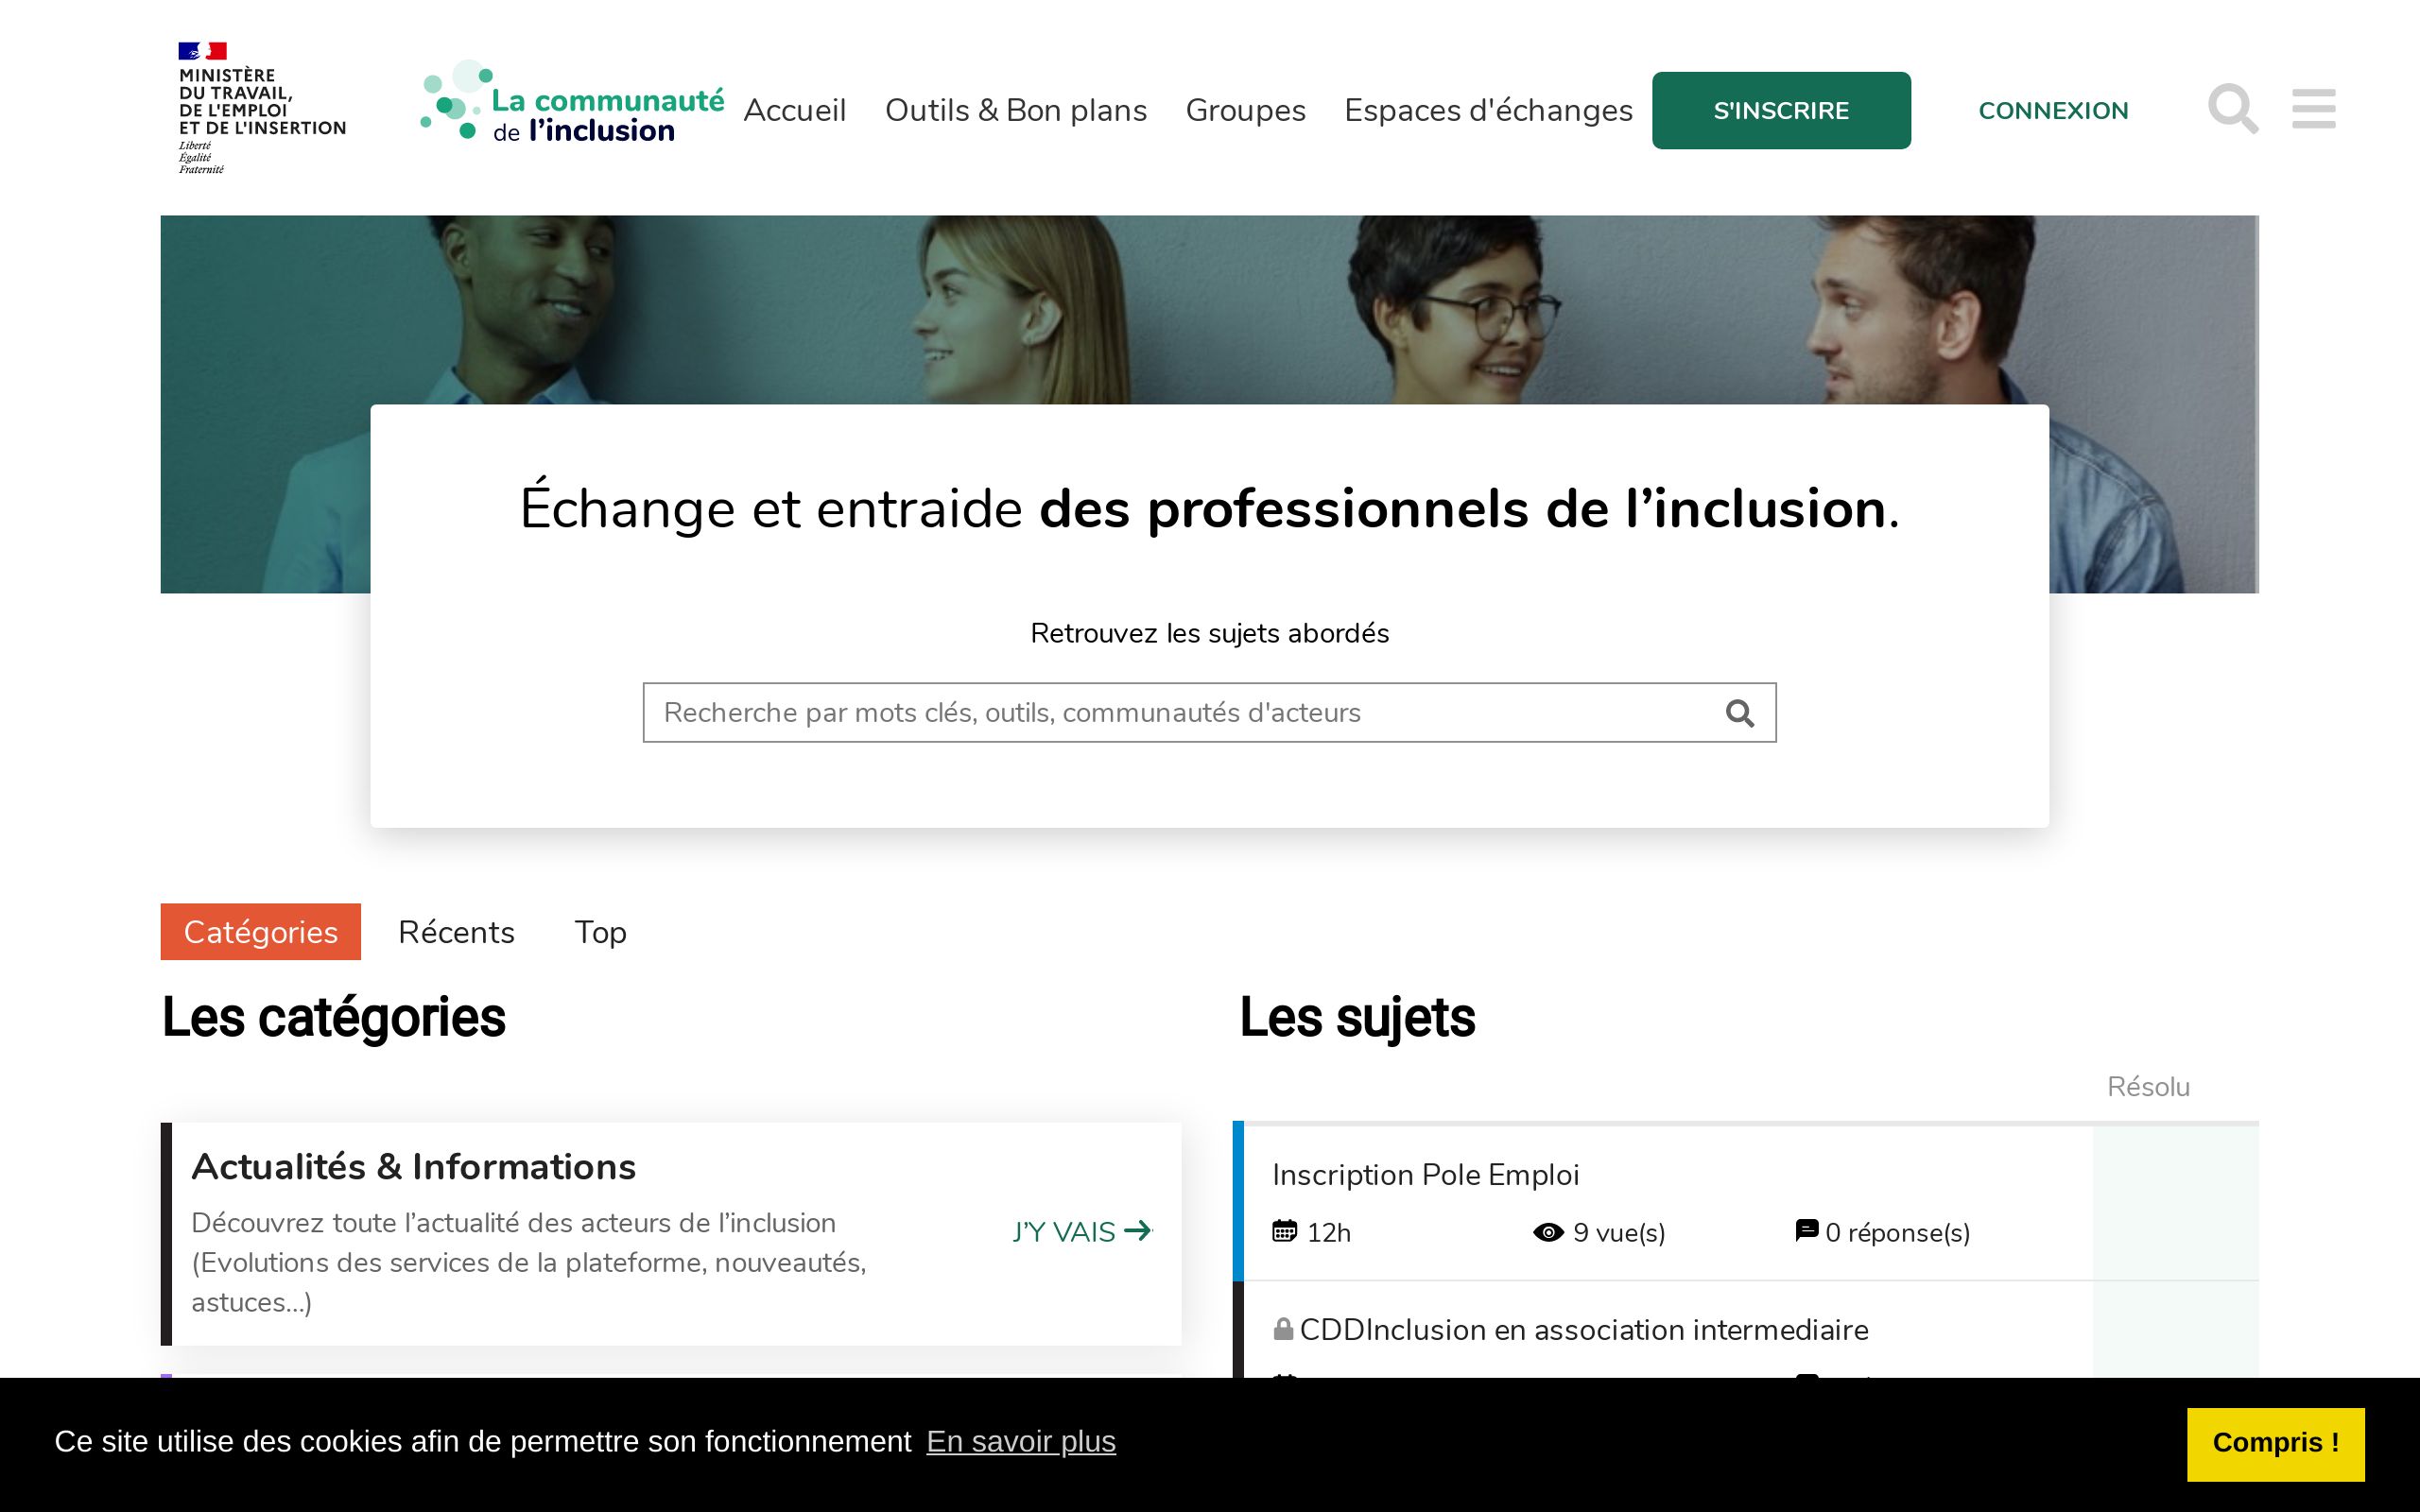 MINISTÈRE
DU TRAVAIL,
DE L'EMPLOI
ET DE L'INSERTION
Liberté
Égalité
Fraternité
La communauté
de l’inclusion
Accueil
Outils & Bon plans
Groupes
Espaces d'échanges
S'INSCRIRE
CONNEXION
Échange et entraide des professionnels de l’inclusion.
Retrouvez les sujets abordés
Recherche par mots clés, outils, communautés d'acteurs
Catégories
Récents
Top
Les catégories
Actualités & Informations
Découvrez toute l’actualité des acteurs de l’inclusion
(Evolutions des services de la plateforme, nouveautés,
astuces…)
J’Y VAIS
Les sujets
Résolu
Inscription Pole Emploi
12h
9 vue(s)
0 réponse(s)
CDDInclusion en association intermediaire
Ce site utilise des cookies afin de permettre son fonctionnement En savoir plus
Compris !